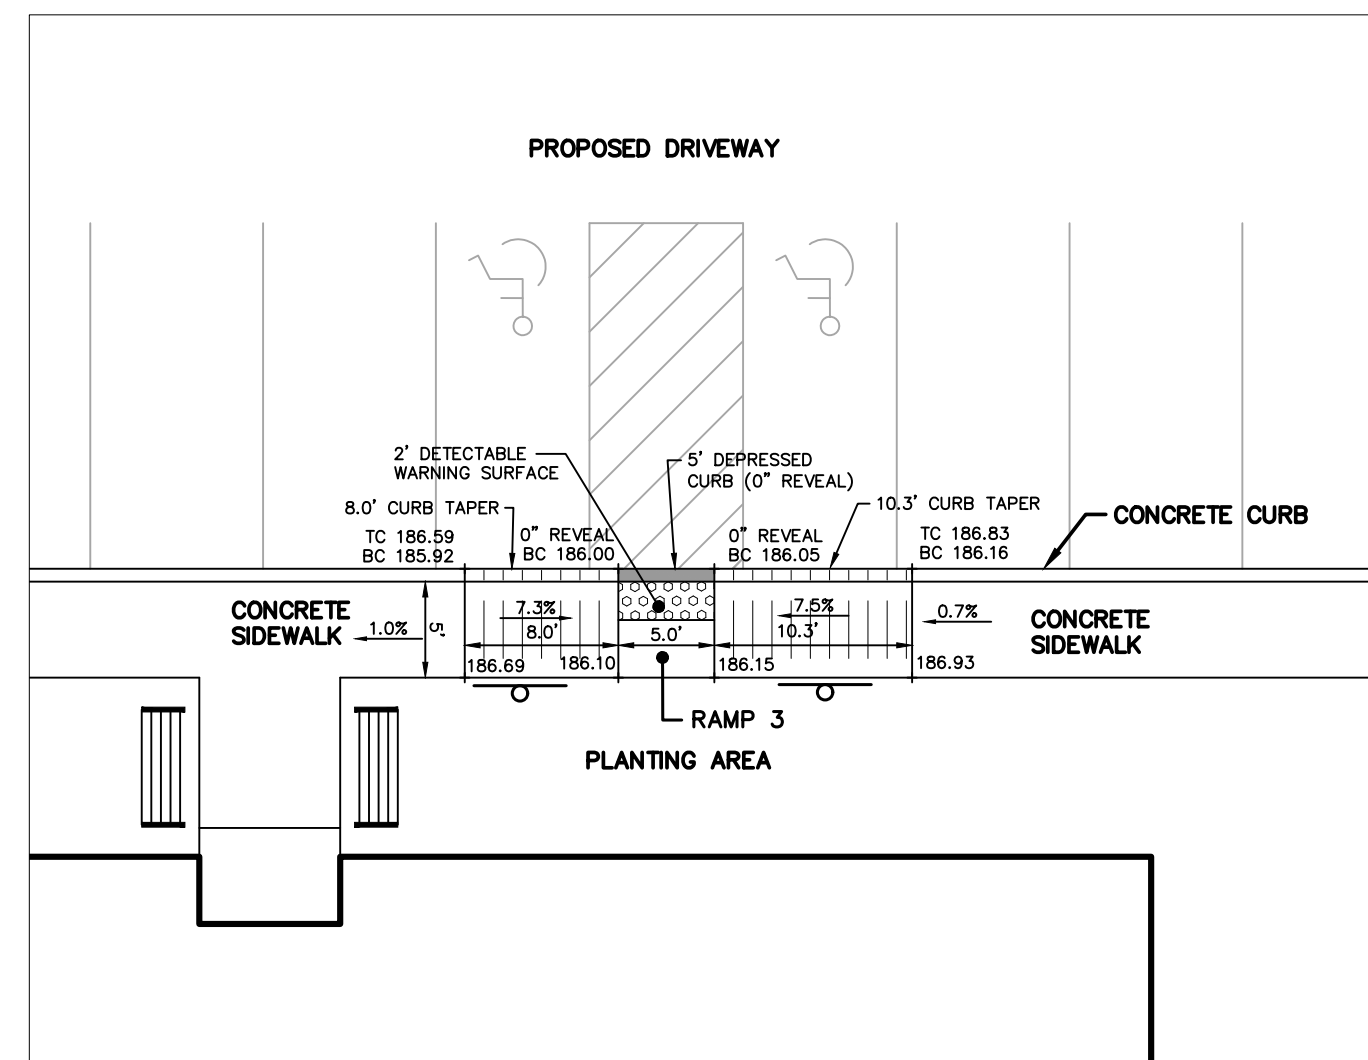 PROPOSED DRIVEWAY
2' DETECTABLE
WARNING SURFACE
5' DEPRESSED
CURB (0" REVEAL)
8.0' CURB TAPER
10.3' CURB TAPER
CONCRETE CURB
TC 186.59
BC 185.92
0" REVEAL
BC 186.00
0" REVEAL
BC 186.05
TC 186.83
BC 186.16
CONCRETE
SIDEWALK
1.0%
5'
7.3%
8.0'
5.0'
7.5%
10.3'
0.7%
CONCRETE
SIDEWALK
186.69
186.10
186.15
186.93
RAMP 3
PLANTING AREA